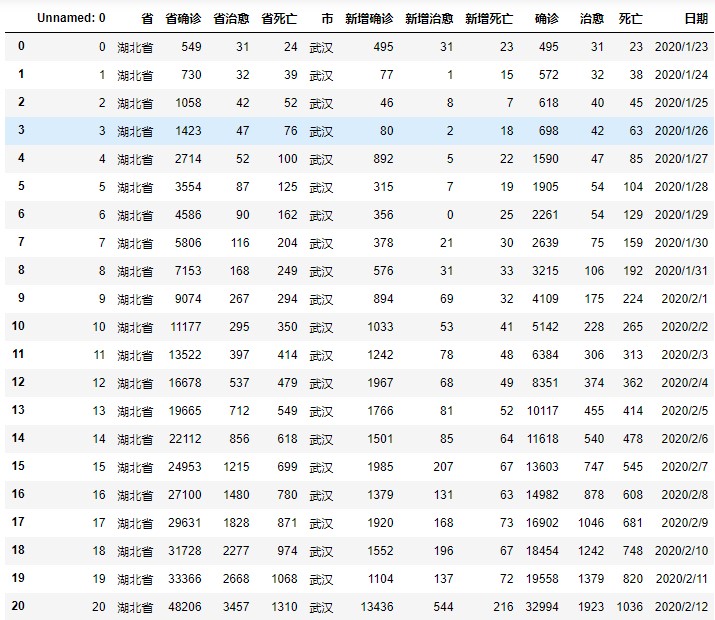 Unnamed: 0 省 省确诊 省治愈 省死亡 市 新增确诊 新增治愈 新增死亡 确诊 治愈 死亡 日期
0 0 湖北省 549 31 24 武汉 495 31 23 495 31 23 2020/1/23
1 1 湖北省 730 32 39 武汉 77 1 15 572 32 38 2020/1/24
2 2 湖北省 1058 42 52 武汉 46 8 7 618 40 45 2020/1/25
3 3 湖北省 1423 47 76 武汉 80 2 18 698 42 63 2020/1/26
4 4 湖北省 2714 52 100 武汉 892 5 22 1590 47 85 2020/1/27
5 5 湖北省 3554 87 125 武汉 315 7 19 1905 54 104 2020/1/28
6 6 湖北省 4586 90 162 武汉 356 0 25 2261 54 129 2020/1/29
7 7 湖北省 5806 116 204 武汉 378 21 30 2639 75 159 2020/1/30
8 8 湖北省 7153 168 249 武汉 576 31 33 3215 106 192 2020/1/31
9 9 湖北省 9074 267 294 武汉 894 69 32 4109 175 224 2020/2/1
10 10 湖北省 11177 295 350 武汉 1033 53 41 5142 228 265 2020/2/2
11 11 湖北省 13522 397 414 武汉 1242 78 48 6384 306 313 2020/2/3
12 12 湖北省 16678 537 479 武汉 1967 68 49 8351 374 362 2020/2/4
13 13 湖北省 19665 712 549 武汉 1766 81 52 10117 455 414 2020/2/5
14 14 湖北省 22112 856 618 武汉 1501 85 64 11618 540 478 2020/2/6
15 15 湖北省 24953 1215 699 武汉 1985 207 67 13603 747 545 2020/2/7
16 16 湖北省 27100 1480 780 武汉 1379 131 63 14982 878 608 2020/2/8
17 17 湖北省 29631 1828 871 武汉 1920 168 73 16902 1046 681 2020/2/9
18 18 湖北省 31728 2277 974 武汉 1552 196 67 18454 1242 748 2020/2/10
19 19 湖北省 33366 2668 1068 武汉 1104 137 72 19558 1379 820 2020/2/11
20 20 湖北省 48206 3457 1310 武汉 13436 544 216 32994 1923 1036 2020/2/12